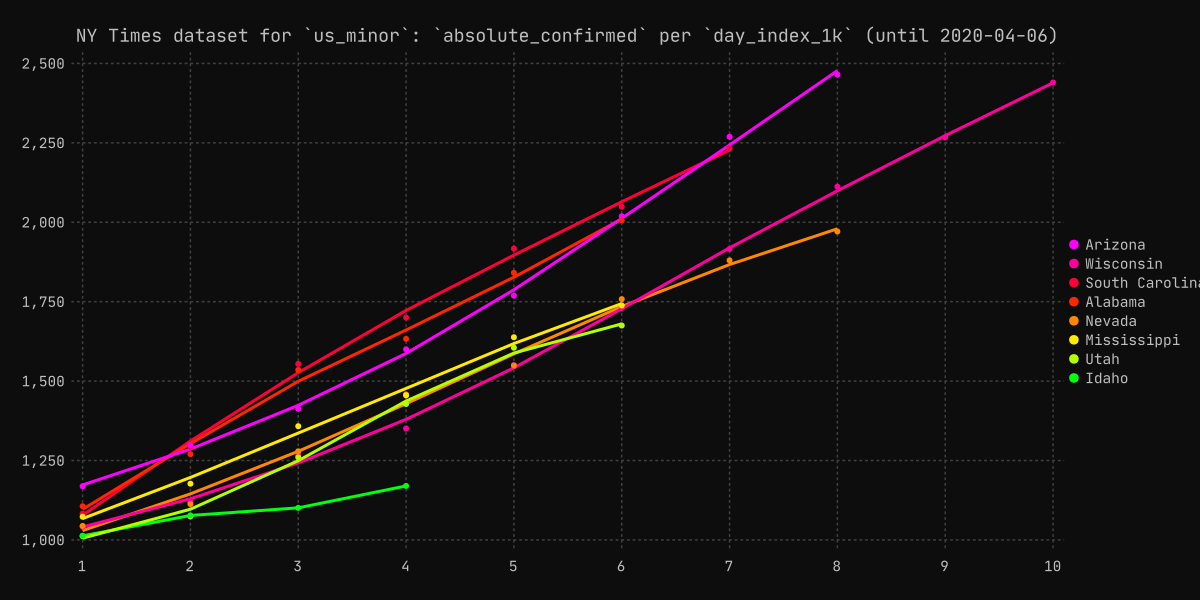 NY Times dataset for `us_minor`: `absolute_confirmed` per `day_index_1k` (until 2020-04-06)
2,500
2,250
2,000
1,750
1,500
1,250
1,000
1 2 3 4 5 6 7 8 9 10
Arizona
Wisconsin
South Carolina
Alabama
Nevada
Mississippi
Utah
Idaho